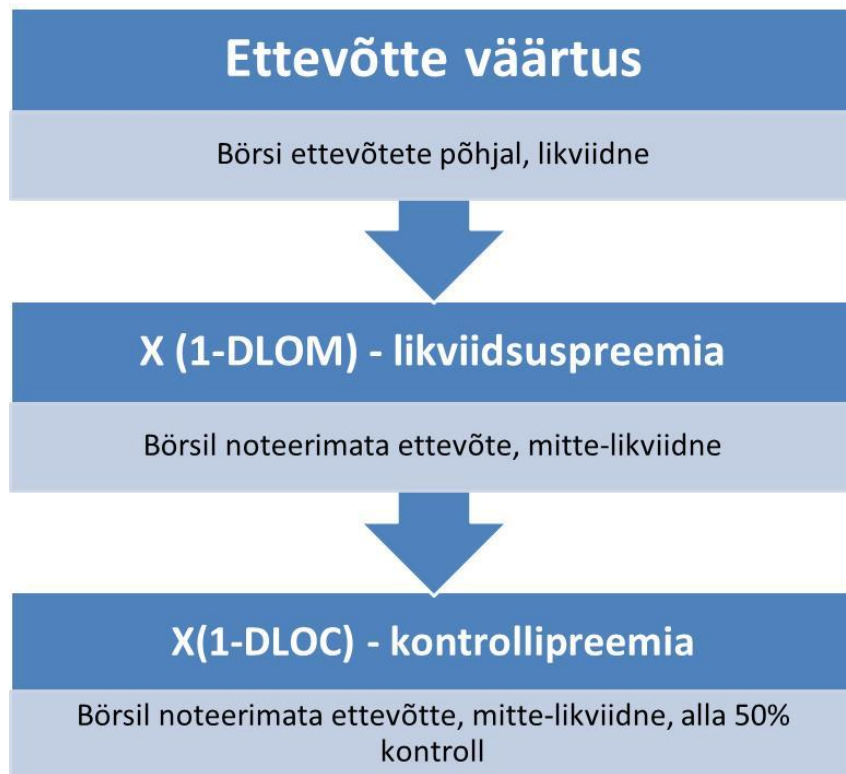 Ettevõtte väärtus
Börsi ettevõtete põhjal, likviidne
X (1-DLOM) - likviidsuspreemia
Börsil noteerimata ettevõte, mitte-likviidne
X(1-DLOC) - kontrollipreemia
Börsil noteerimata ettevõtte, mitte-likviidne, alla 50%
kontroll